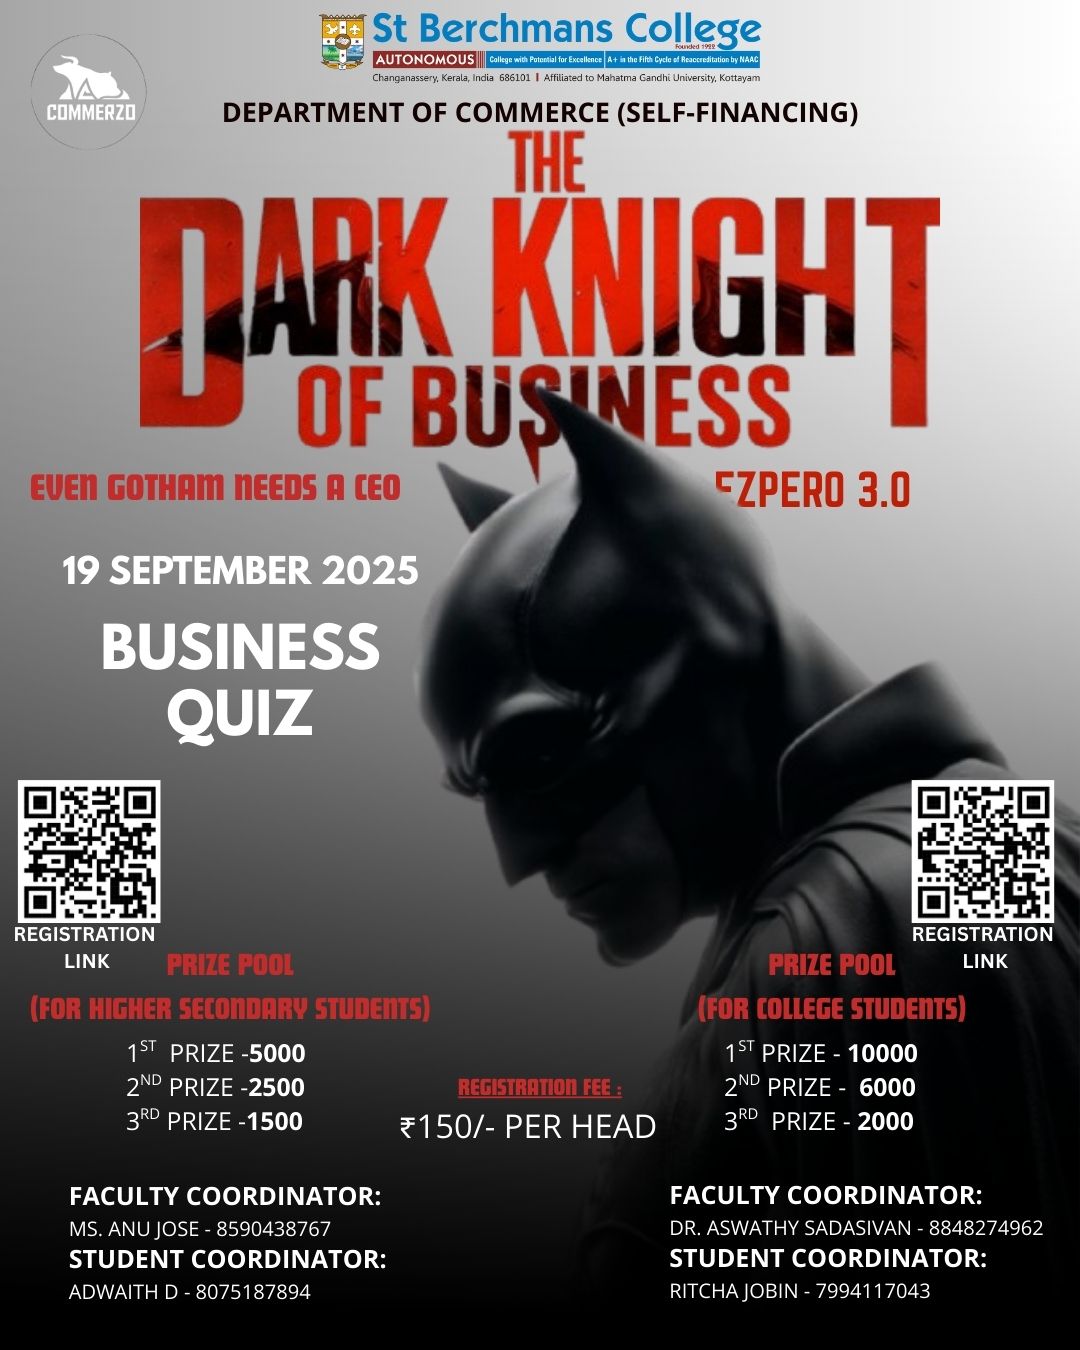 St Berchmans College
Founded 1922
AUTONOMOUS College with Potential for Excellence A+ in the Fifth Cycle of Reaccreditation by NAAC
Changanassery, Kerala, India 686101 I Affiliated to Mahatma Gandhi University, Kottayam
COMMERZO
DEPARTMENT OF COMMERCE (SELF-FINANCING)
THE
DARK KNIGHT
OF BUSINESS
EVEN GOTHAM NEEDS A CEO
EZPERO 3.0
19 SEPTEMBER 2025
BUSINESS
QUIZ
REGISTRATION
LINK
REGISTRATION
LINK
PRIZE POOL
(FOR HIGHER SECONDARY STUDENTS)
1ST PRIZE -5000
2ND PRIZE -2500
3RD PRIZE -1500
PRIZE POOL
(FOR COLLEGE STUDENTS)
1ST PRIZE - 10000
2ND PRIZE - 6000
3RD PRIZE - 2000
REGISTRATION FEE :
₹150/- PER HEAD
FACULTY COORDINATOR:
MS. ANU JOSE - 8590438767
STUDENT COORDINATOR:
ADWAITH D - 8075187894
FACULTY COORDINATOR:
DR. ASWATHY SADASIVAN - 8848274962
STUDENT COORDINATOR:
RITCHA JOBIN - 7994117043